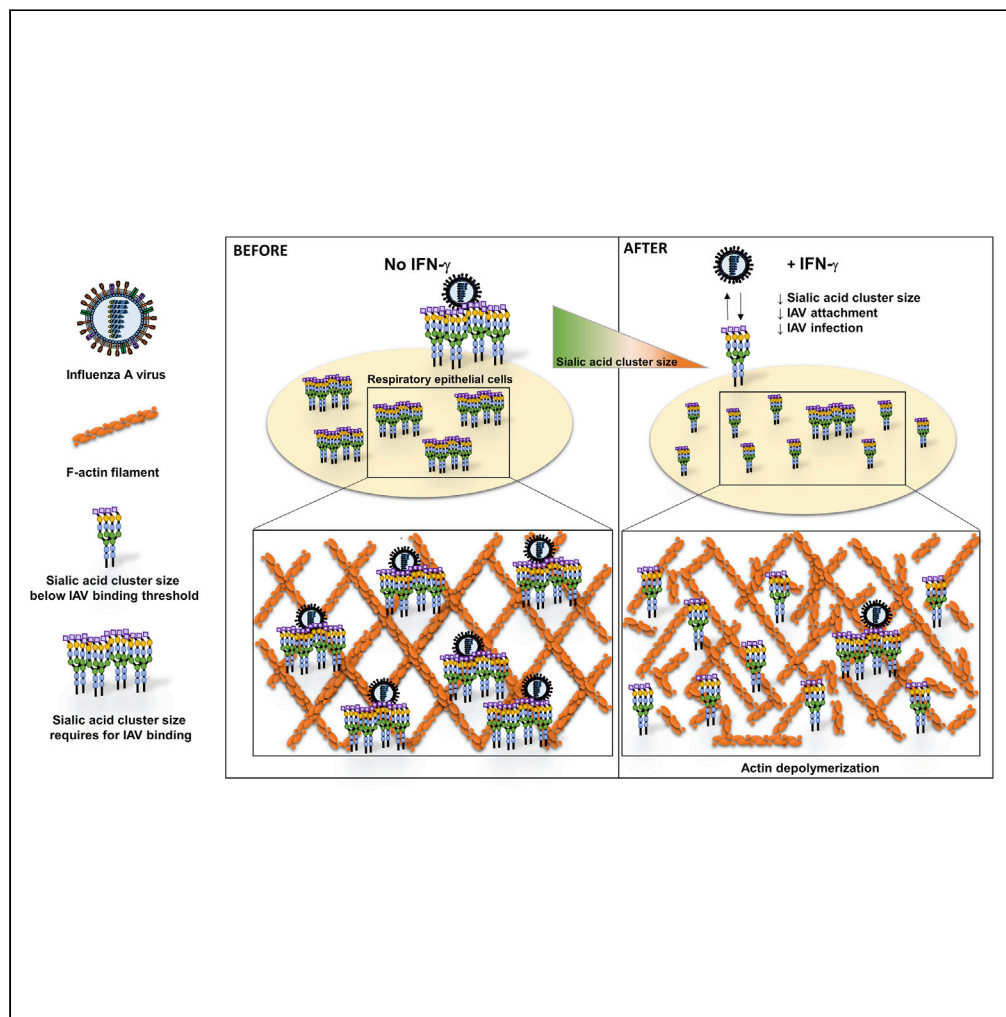 Influenza A virus
F-actin filament
Sialic acid cluster size
below IAV binding threshold
Sialic acid cluster size
requires for IAV binding
BEFORE
No IFN-γ
Respiratory epithelial cells
Sialic acid cluster size
AFTER
+ IFN-γ
↓ Sialic acid cluster size
↓ IAV attachment
↓ IAV infection
Actin depolymerization